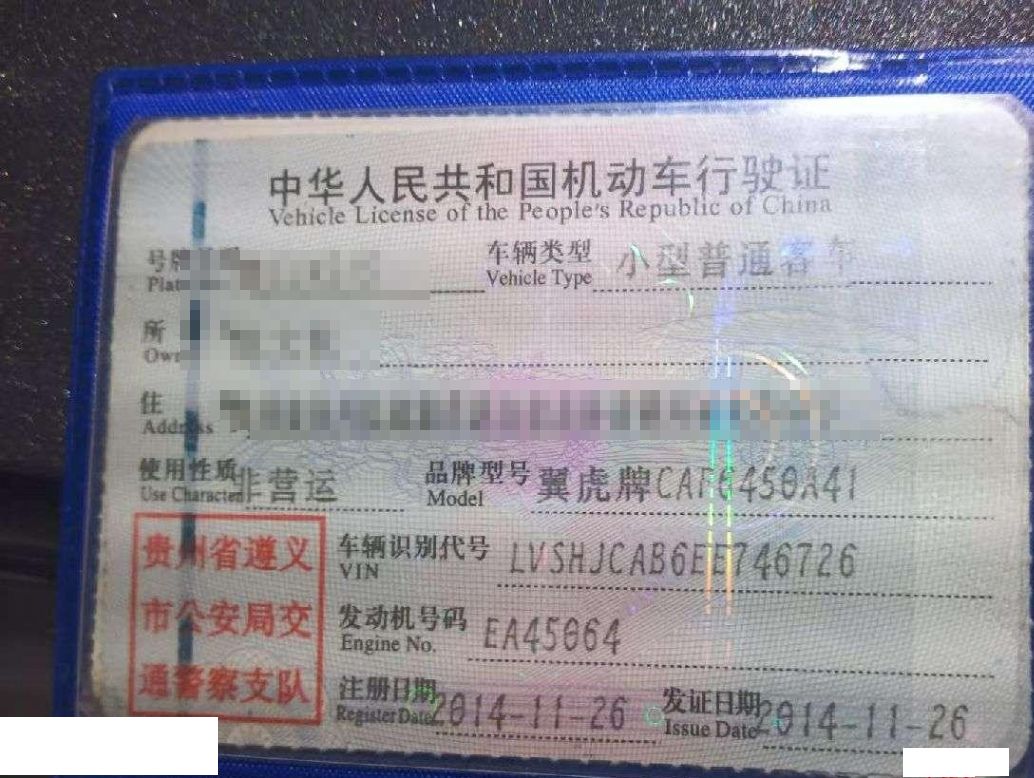 中华人民共和国机动车行驶证
Vehicle License of the People's Republic of China
号牌 车辆类型 小型普通客车
Vehicle Type
所
住
Address
使用性质 非营运 品牌型号 翼虎牌CAF6450A41
Use Character Model
贵州省遵义
市公安局交
通警察支队
车辆识别代号 LVSHJCAB6EE746726
VIN
发动机号码 EA45064
Engine No.
注册日期 2014-11-26 发证日期 2014-11-26
Register Date Issue Date